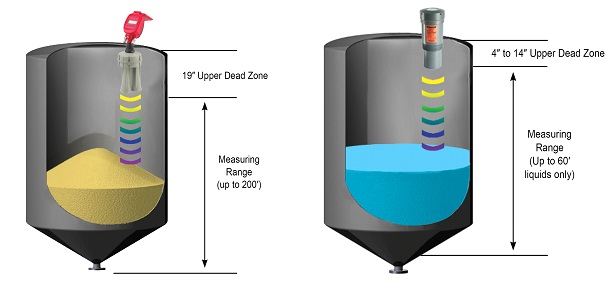 19" Upper Dead Zone
Measuring
Range
(up to 200')
4" to 14" Upper Dead Zone
Measuring
Range
(Up to 60'
liquids only)